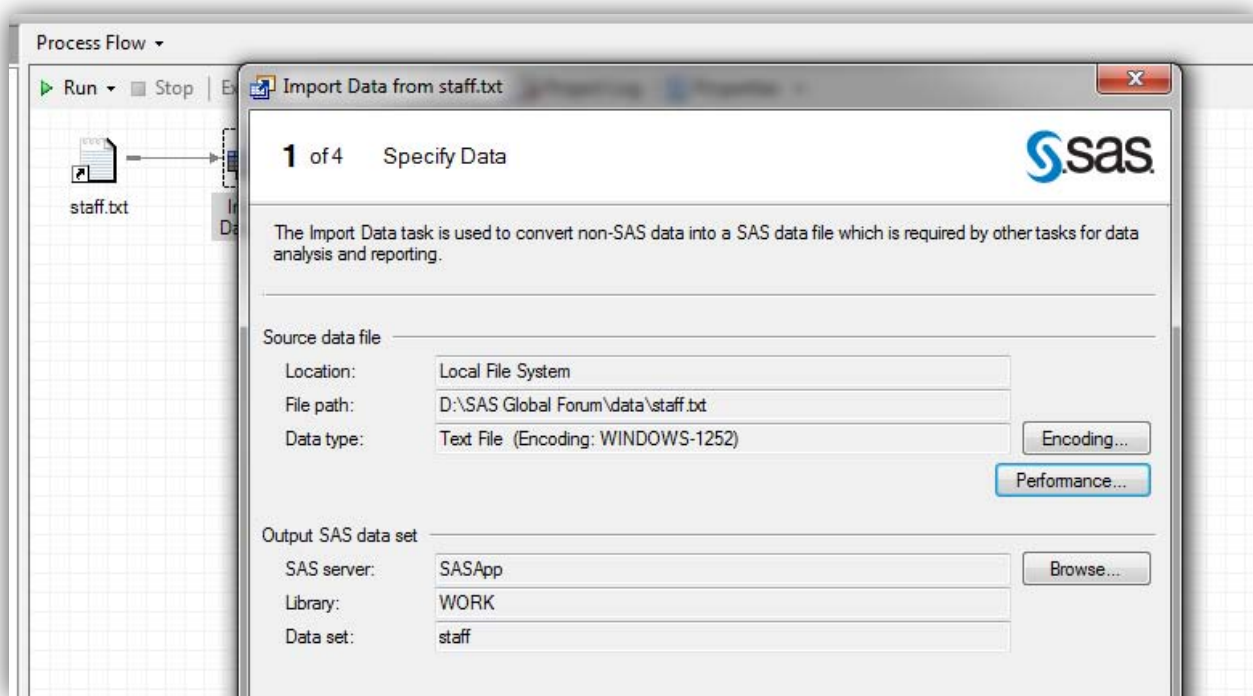 Process Flow
Run Stop
Import Data from staff.txt
1 of 4 Specify Data
sas
staff.txt
The Import Data task is used to convert non-SAS data into a SAS data file which is required by other tasks for data
analysis and reporting.
Source data file
Location: Local File System
File path: D:\SAS Global Forum\data\staff.txt
Data type: Text File (Encoding: WINDOWS-1252) Encoding...
Performance...
Output SAS data set
SAS server: SASApp Browse...
Library: WORK
Data set: staff